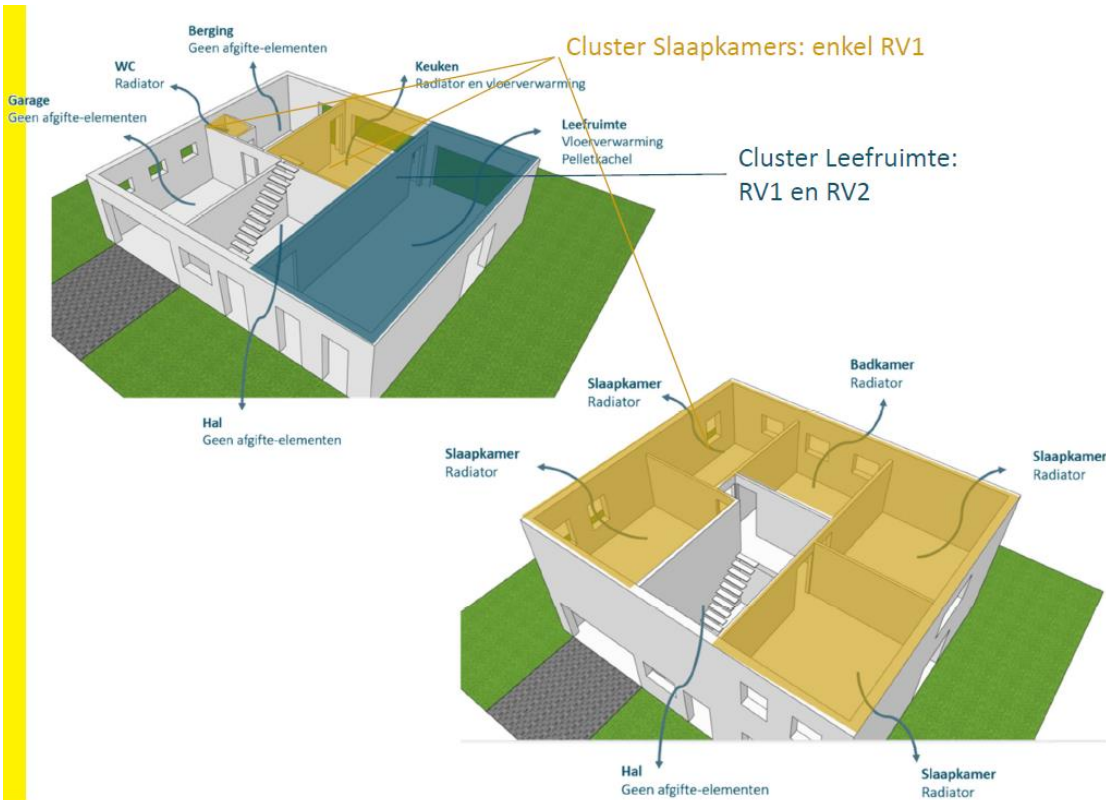 Berging
Geen afgifte-elementen
WC
Radiator
Garage
Geen afgifte-elementen
Keuken
Radiator en vloerverwarming
Leefruimte
Vloerverwarming
Pelletkachel
Hal
Geen afgifte-elementen
Cluster Slaapkamers: enkel RV1
Cluster Leefruimte:
RV1 en RV2
Slaapkamer
Radiator
Badkamer
Radiator
Slaapkamer
Radiator
Slaapkamer
Radiator
Hal
Geen afgifte-elementen
Slaapkamer
Radiator